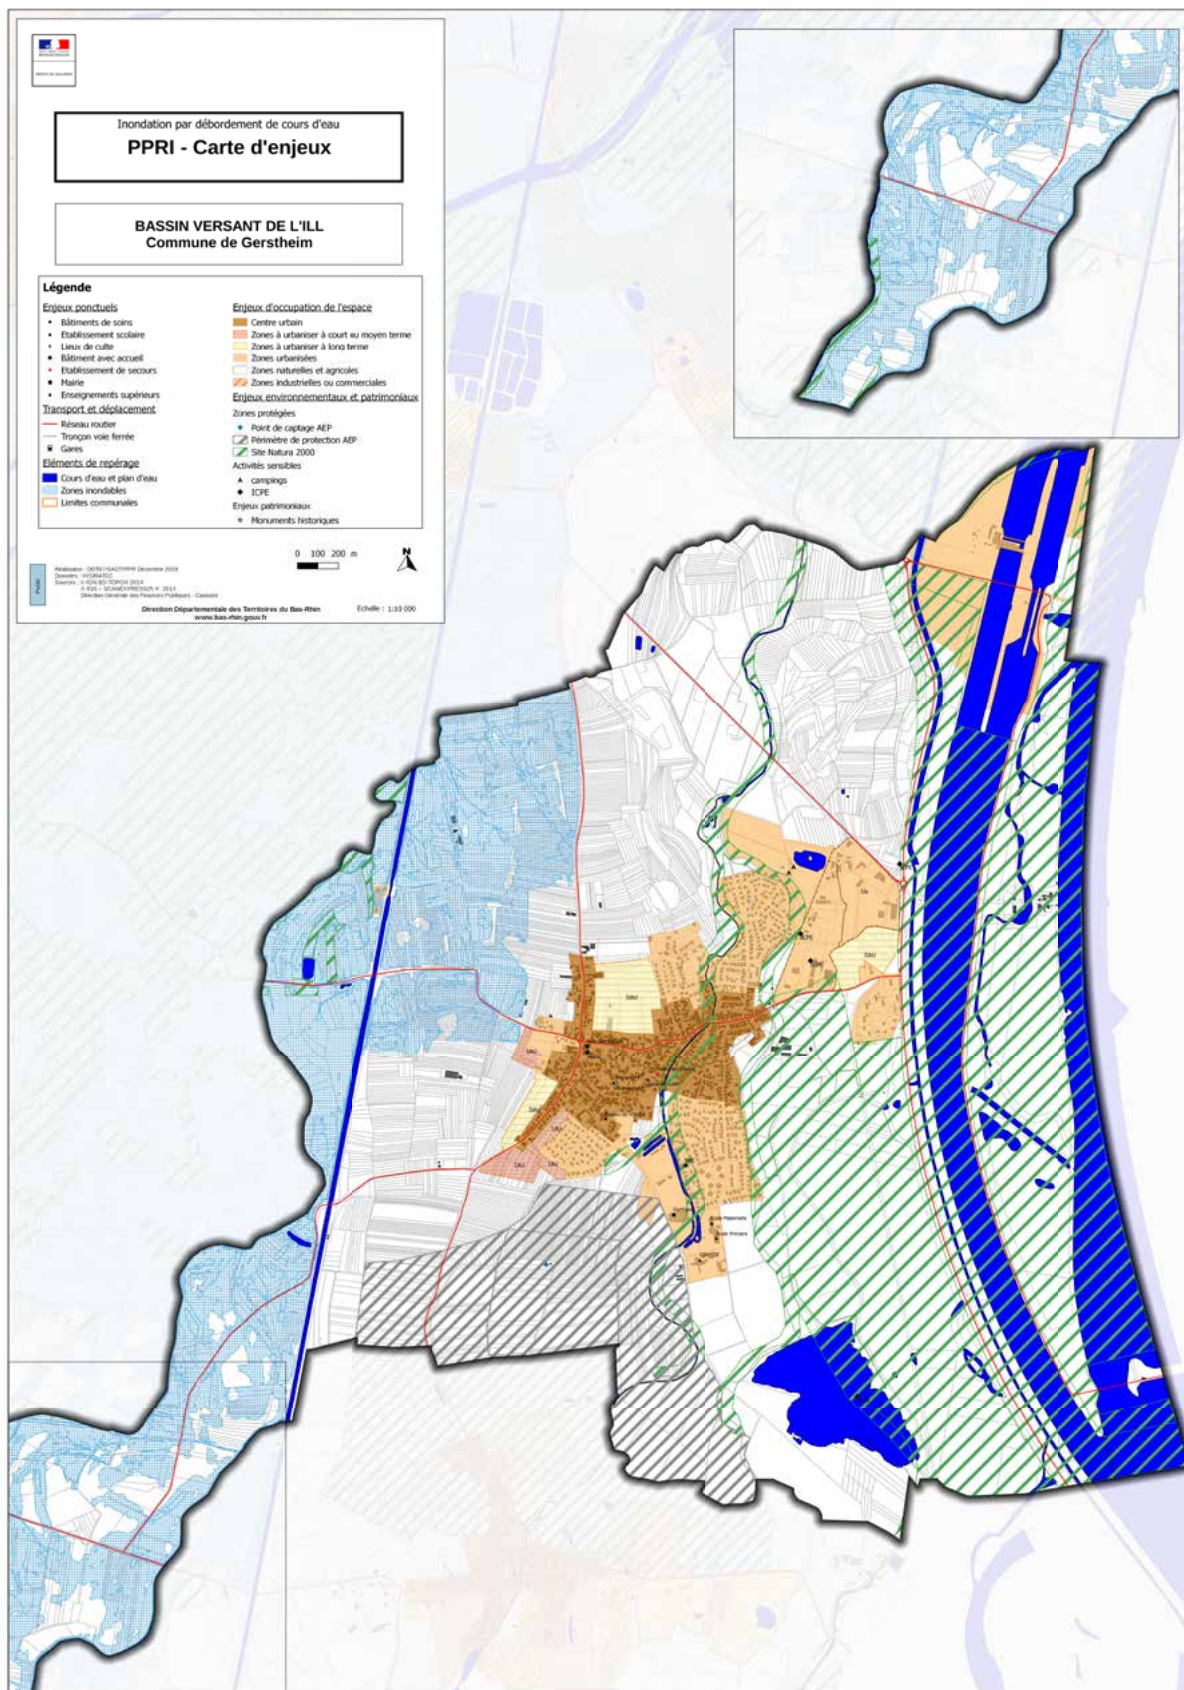 Inondation par débordement de cours d'eau
PPRI - Carte d'enjeux
BASSIN VERSANT DE L'ILL
Commune de Gerstheim
Légende
Enjeux ponctuels
Bâtiments de soins
Etablissement scolaire
Lieux de culte
Bâtiment avec accueil
Etablissement de secours
Mairie
Enseignements supérieurs
Transport et déplacement
Réseau routier
Tronçon voie ferrée
Gares
Eléments de repérage
Cours d'eau et plan d'eau
Zones inondables
Limites communales
Enjeux d'occupation de l'espace
Centre urbain
Zones à urbaniser à court ou moyen terme
Zones à urbaniser à long terme
Zones urbanisées
Zones naturelles et agricoles
Zones industrielles ou commerciales
Enjeux environnementaux et patrimoniaux
Zones protégées
Point de captage AEP
Périmètre de protection AEP
Site Natura 2000
Activités sensibles
campings
ICPE
Enjeux patrimoniaux
Monuments historiques
0 100 200 m
N
Direction Départementale des Territoires du Bas-Rhin
www.bas-rhin.gouv.fr
Echelle : 1:10 000